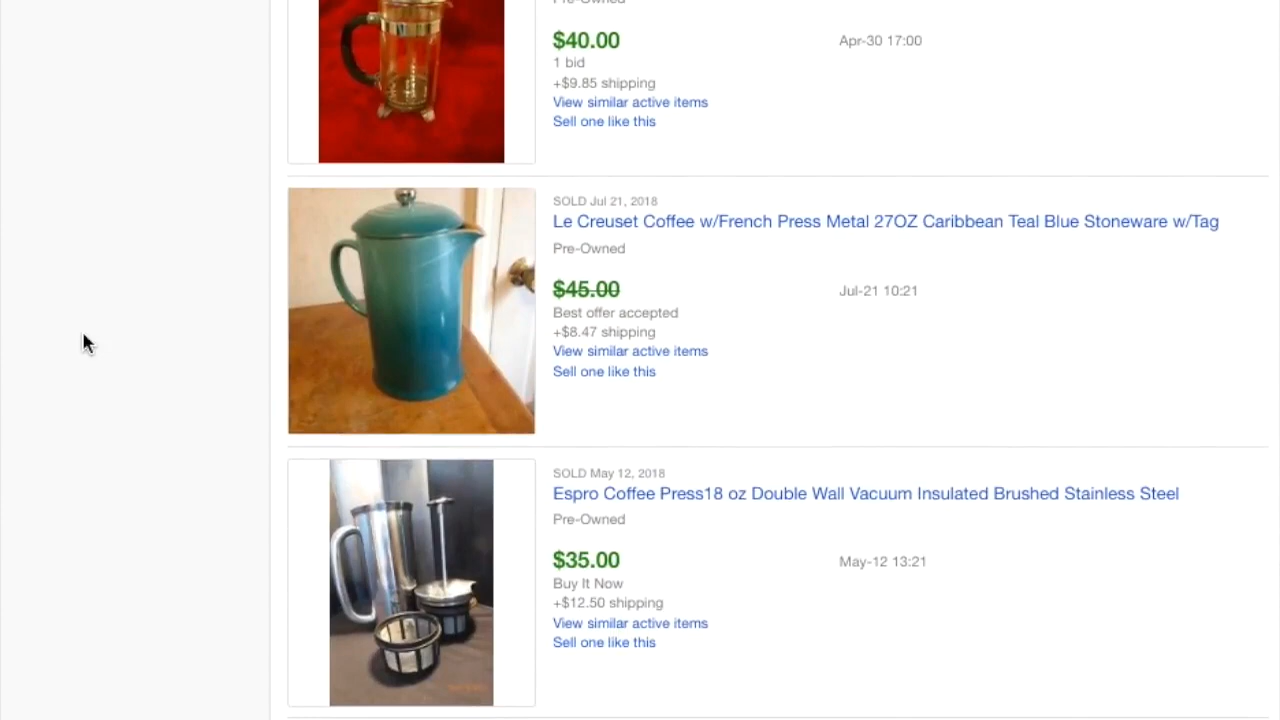 Pre-Owned
$40.00
Apr-30 17:00
1 bid
+$9.85 shipping
View similar active items
Sell one like this
SOLD Jul 21, 2018
Le Creuset Coffee w/French Press Metal 27OZ Caribbean Teal Blue Stoneware w/Tag
Pre-Owned
$45.00
Jul-21 10:21
Best offer accepted
+$8.47 shipping
View similar active items
Sell one like this
SOLD May 12, 2018
Espro Coffee Press18 oz Double Wall Vacuum Insulated Brushed Stainless Steel
Pre-Owned
$35.00
May-12 13:21
Buy It Now
+$12.50 shipping
View similar active items
Sell one like this